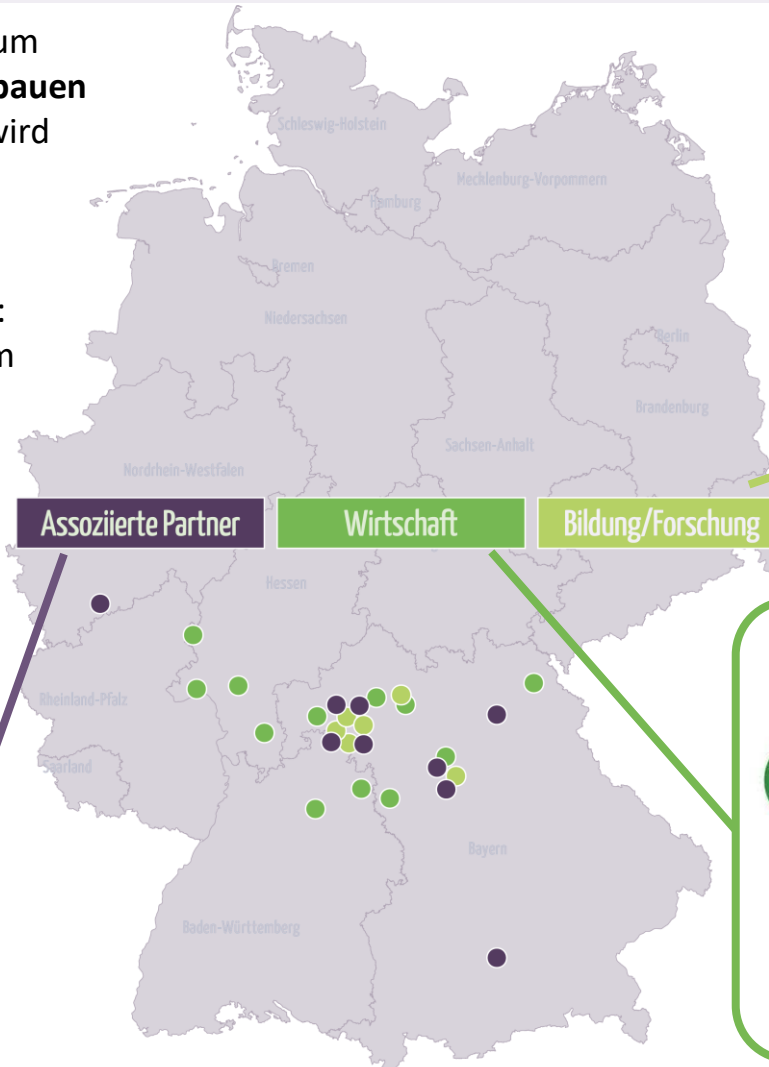 um
bauen
wird
:
m
Schleswig-Holstein
Mecklenburg-Vorpommern
Hamburg
Bremen
Niedersachsen
Berlin
Brandenburg
Sachsen-Anhalt
Nordrhein-Westfalen
Assoziierte Partner
Wirtschaft
Bildung/Forschung
Hessen
Rheinland-Pfalz
Saarland
Bayern
Baden-Württemberg